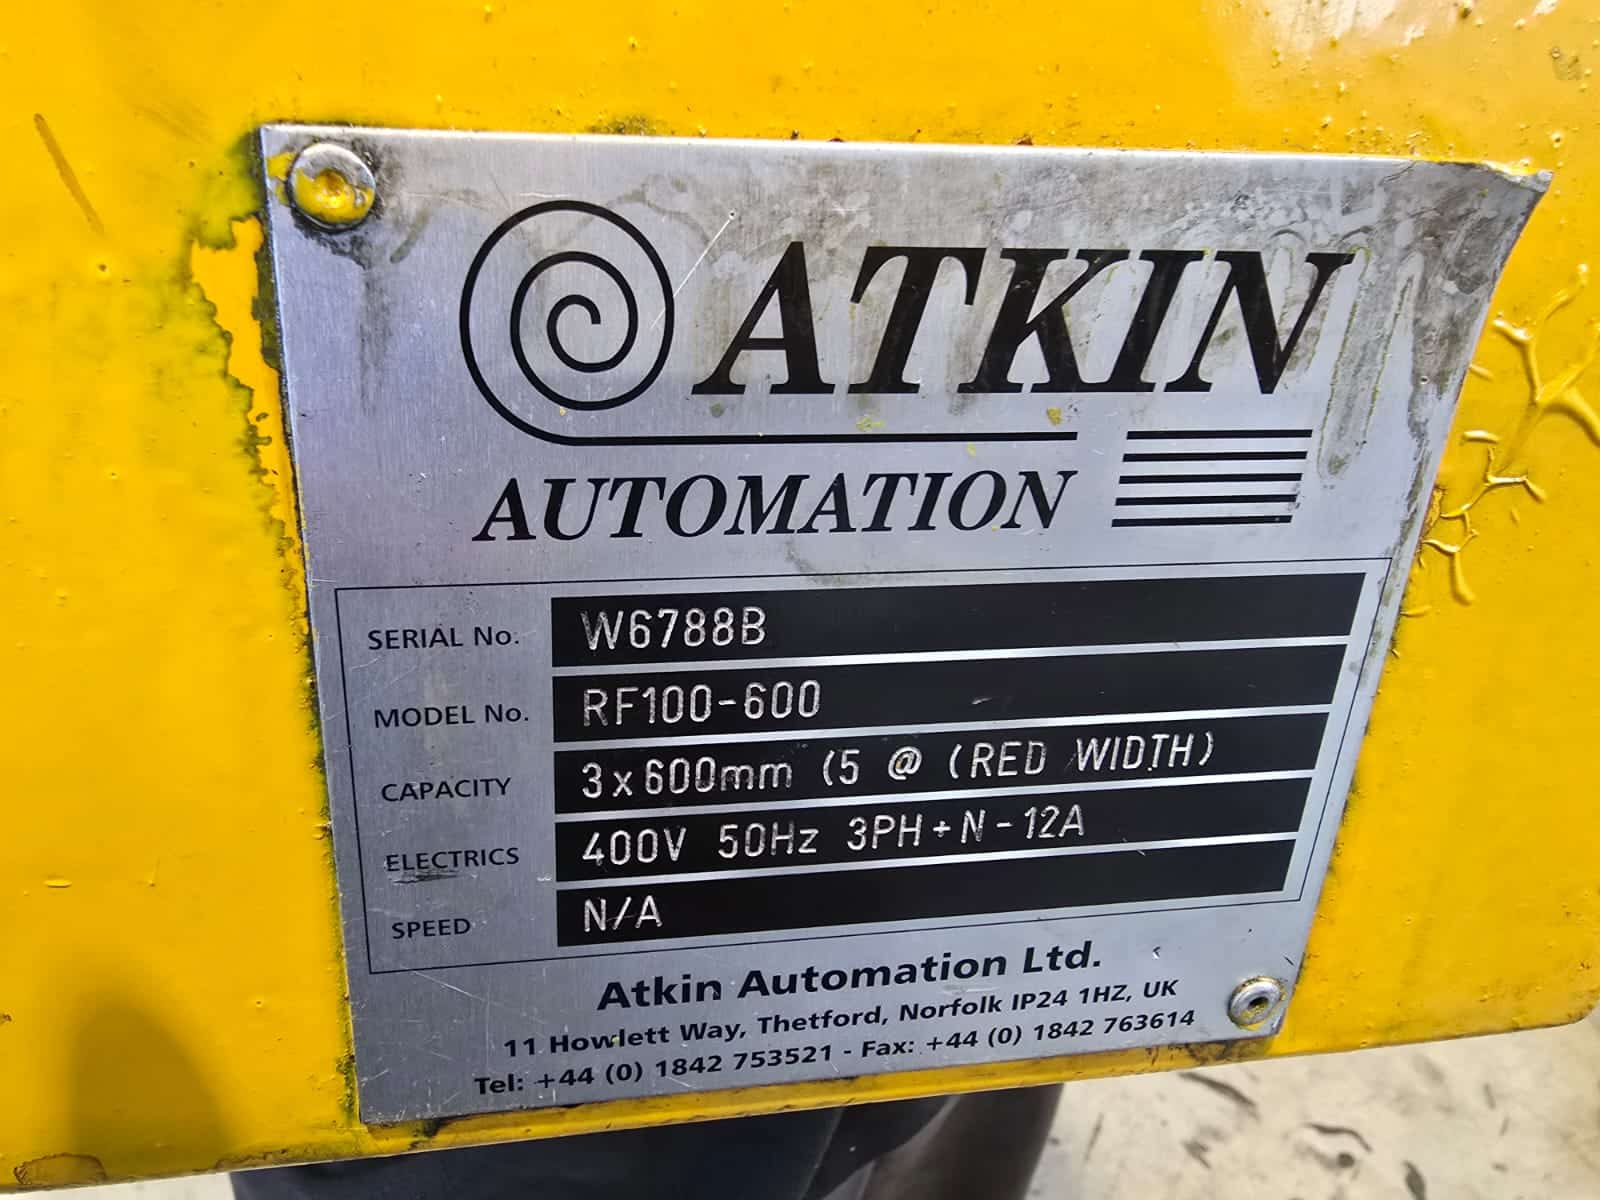 ATKIN
AUTOMATION
SERIAL No. W6788B
MODEL No. RF100-600
CAPACITY 3x600mm (5 @ (RED WIDTH)
ELECTRICS 400V 50Hz 3PH+N-12A
SPEED N/A
Atkin Automation Ltd.
11 Howlett Way, Thetford, Norfolk IP24 1HZ, UK
Tel: +44 (0) 1842 753521 - Fax: +44 (0) 1842 763614